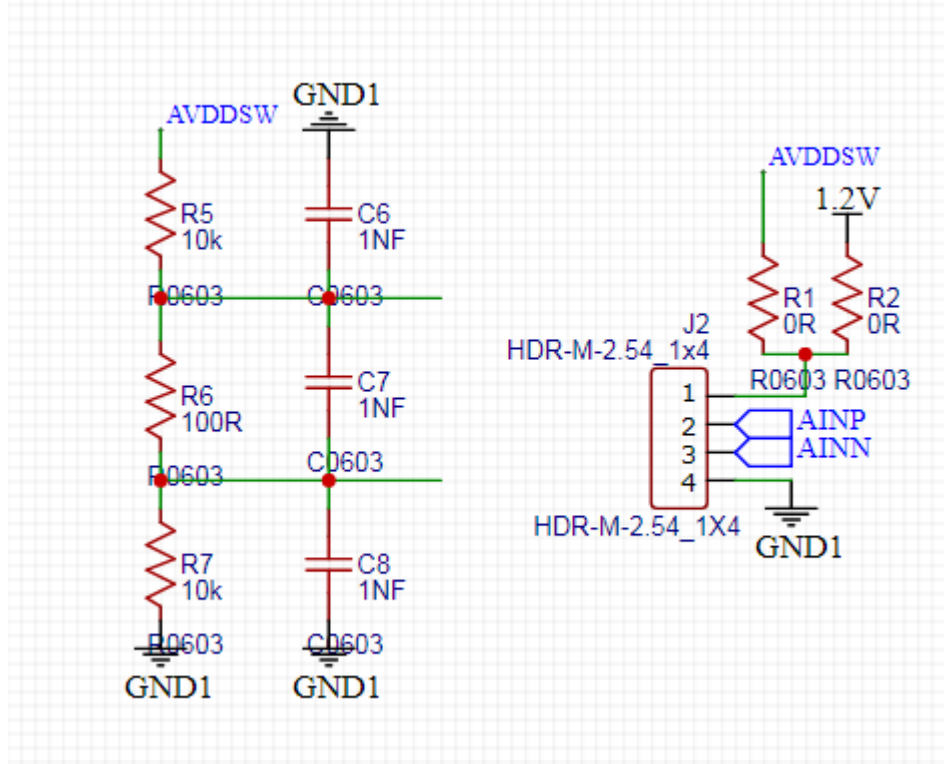 GND1
AVDDSW
R5
10k
R0603
C6
1NF
C0603
R6
100R
R0603
C7
1NF
C0603
R7
10k
R0603
GND1
C8
1NF
C0603
GND1
AVDDSW
1.2V
R1
0R
R0603
R2
0R
R0603
J2
HDR-M-2.54_1x4
1
2
3
4
AINP
AINN
HDR-M-2.54_1X4
GND1